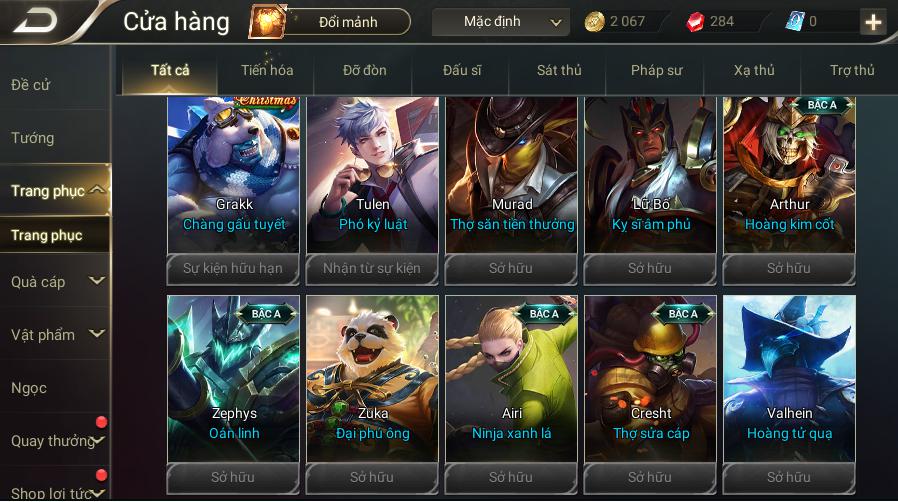 Cửa hàng
Đổi mảnh
Mặc định
2 067
284
0
Đề cử
Tướng
Trang phục
Trang phục
Quà cáp
Vật phẩm
Ngọc
Quay thưởng
Shop lợi tức
Tất cả
Tiến hóa
Đỡ đòn
Đấu sĩ
Sát thủ
Pháp sư
Xạ thủ
Trợ thủ
Christmas
Grakk
Chàng gấu tuyết
Sự kiện hữu hạn
Tulen
Phó kỷ luật
Nhận từ sự kiện
Murad
Thợ săn tiền thưởng
Sở hữu
Lữ Bố
Kỵ sĩ âm phủ
Sở hữu
BẬC A
Arthur
Hoàng kim cốt
Sở hữu
BẬC A
Zephys
Oán linh
Sở hữu
Zuka
Đại phú ông
Sở hữu
BẬC A
Airi
Ninja xanh lá
Sở hữu
BẬC A
Cresht
Thợ sửa cáp
Sở hữu
Valhein
Hoàng tử quạ
Sở hữu